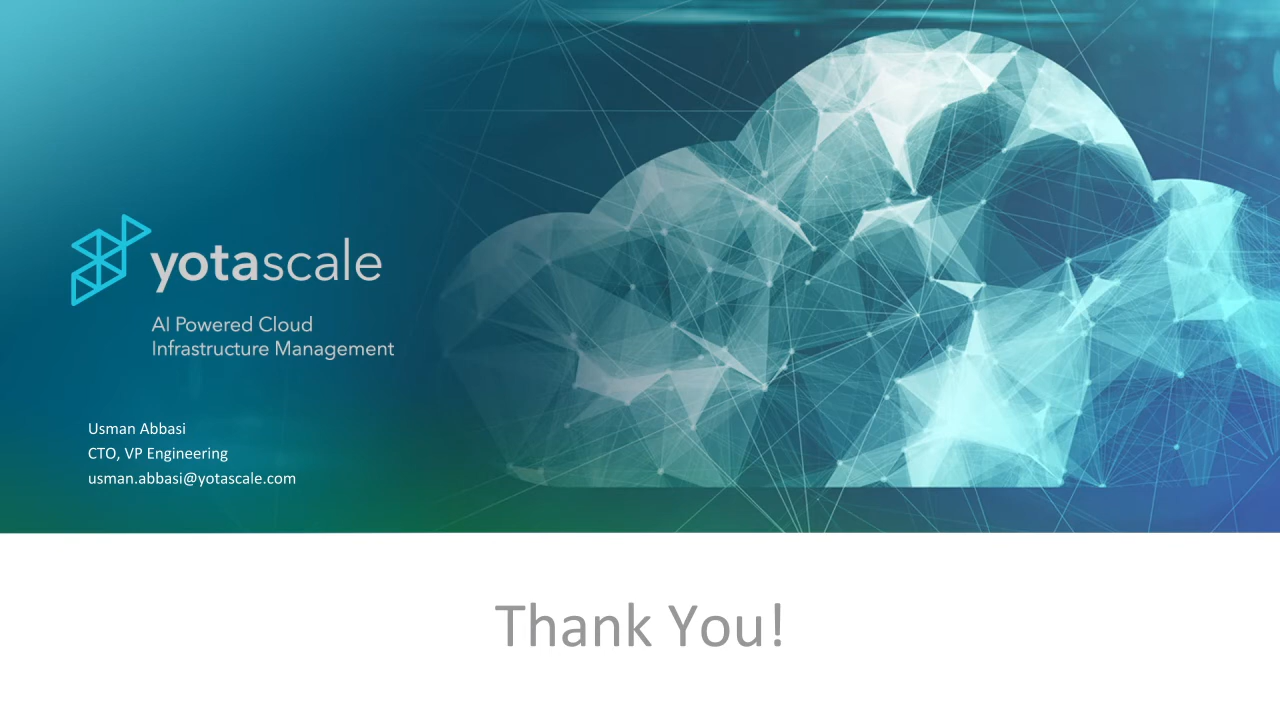 yotascale
AI Powered Cloud
Infrastructure Management
Usman Abbasi
CTO, VP Engineering
usman.abbasi@yotascale.com
Thank You!